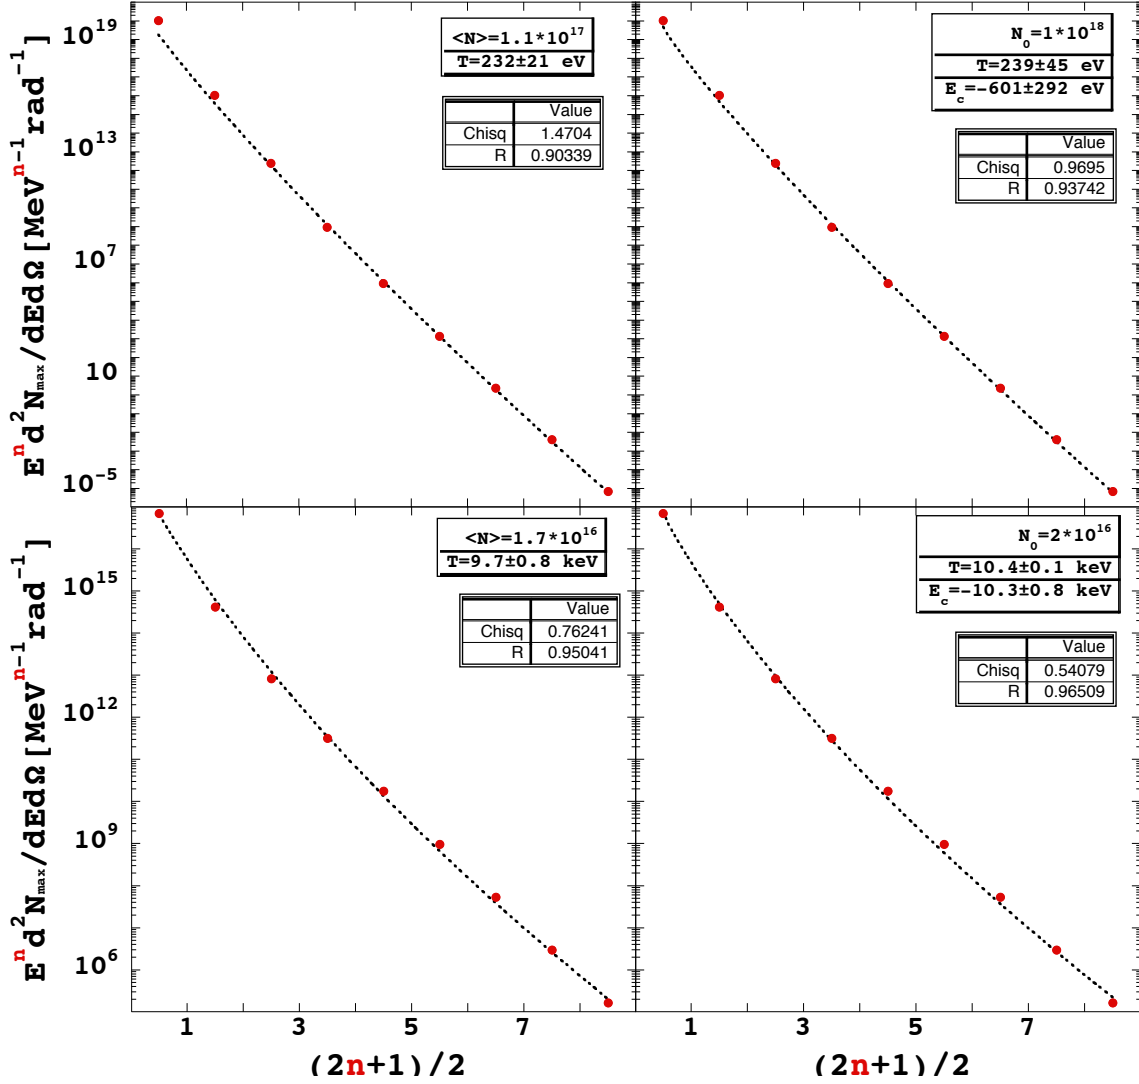 E^n d^2 N_max/dEdΩ[MeV^n-1 rad^-1]
10^19
10^13
10^7
10
10^-5
<N>=1.1*10^17
T=232±21 eV
Value
Chisq 1.4704
R 0.90339
N_0=1*10^18
T=239±45 eV
E_c=-601±292 eV
Value
Chisq 0.9695
R 0.93742
E^n d^2 N_max/dEdΩ[MeV^n-1 rad^-1]
10^15
10^12
10^9
10^6
<N>=1.7*10^16
T=9.7±0.8 keV
Value
Chisq 0.76241
R 0.95041
N_0=2*10^16
T=10.4±0.1 keV
E_c=-10.3±0.8 keV
Value
Chisq 0.54079
R 0.96509
1 3 5 7
1 3 5 7
(2n+1)/2
(2n+1)/2